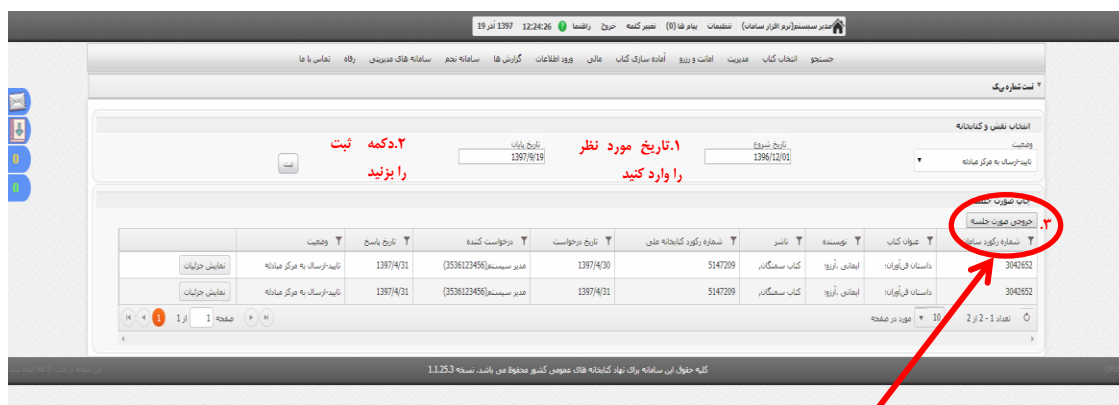 مدیر سیستم(نرم افزار سامان) تنظیمات پیام ها (0) تغییر کلمه خروج راهنما 12:24:26 1397 آذر 19
جستجو انتخاب کتاب مدیریت امانت و رزرو آماده سازی کتاب مالی ورود اطلاعات گزارش ها سامانه نجم سامانه های مدیریتی رفاه تماس با ما
انتخاب نقش و کتابخانه
وضعیت تاریخ شروع ۱.تاریخ مورد نظر تاریخ پایان ۲.دکمه ثبت
تایید-ارسال به مرکز مبادله 1396/12/01 را وارد کنید 1397/9/19 را بزنید ثبت
چاپ صورت جلسه
خروجی صورت جلسه ۳.
شماره رکورد عنوان کتاب نویسنده ناشر شماره رکورد کتابخانه ملی تاریخ درخواست درخواست کننده تاریخ پاسخ وضعیت
3042652 داستان ایمانی ،آرزو؛ کتاب سمنگان, 5147209 1397/4/30 مدیر سیستم(3536123456) 1397/4/31 تایید-ارسال به مرکز مبادله نمایش جزئیات
3042652 داستان ایمانی ،آرزو؛ کتاب سمنگان, 5147209 1397/4/31 مدیر سیستم(3536123456) 1397/4/31 تایید-ارسال به مرکز مبادله نمایش جزئیات
تعداد 1 - 2 از 2 10 مورد در صفحه صفحه 1 از 1 1
کلیه حقوق این سامانه برای نهاد کتابخانه های عمومی کشور محفوظ می باشد. نسخه 1.1.25.3
0
0